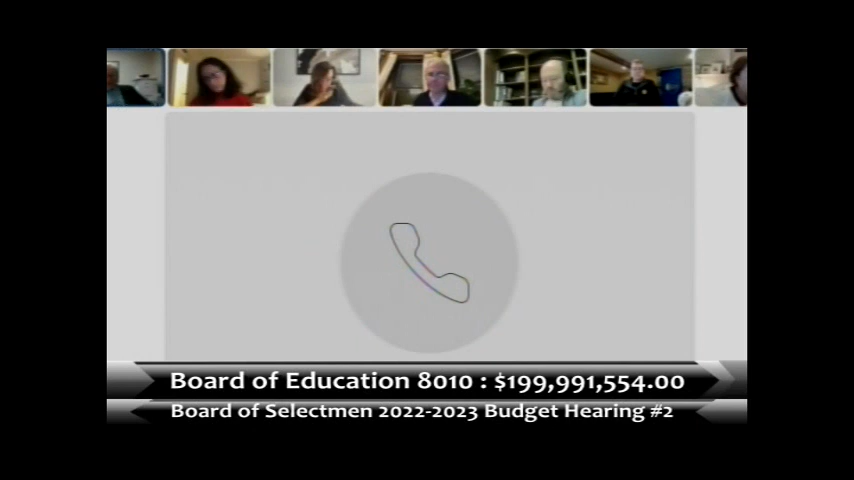 Board of Education 8010 : $199,991,554.00
Board of Selectmen 2022-2023 Budget Hearing #2